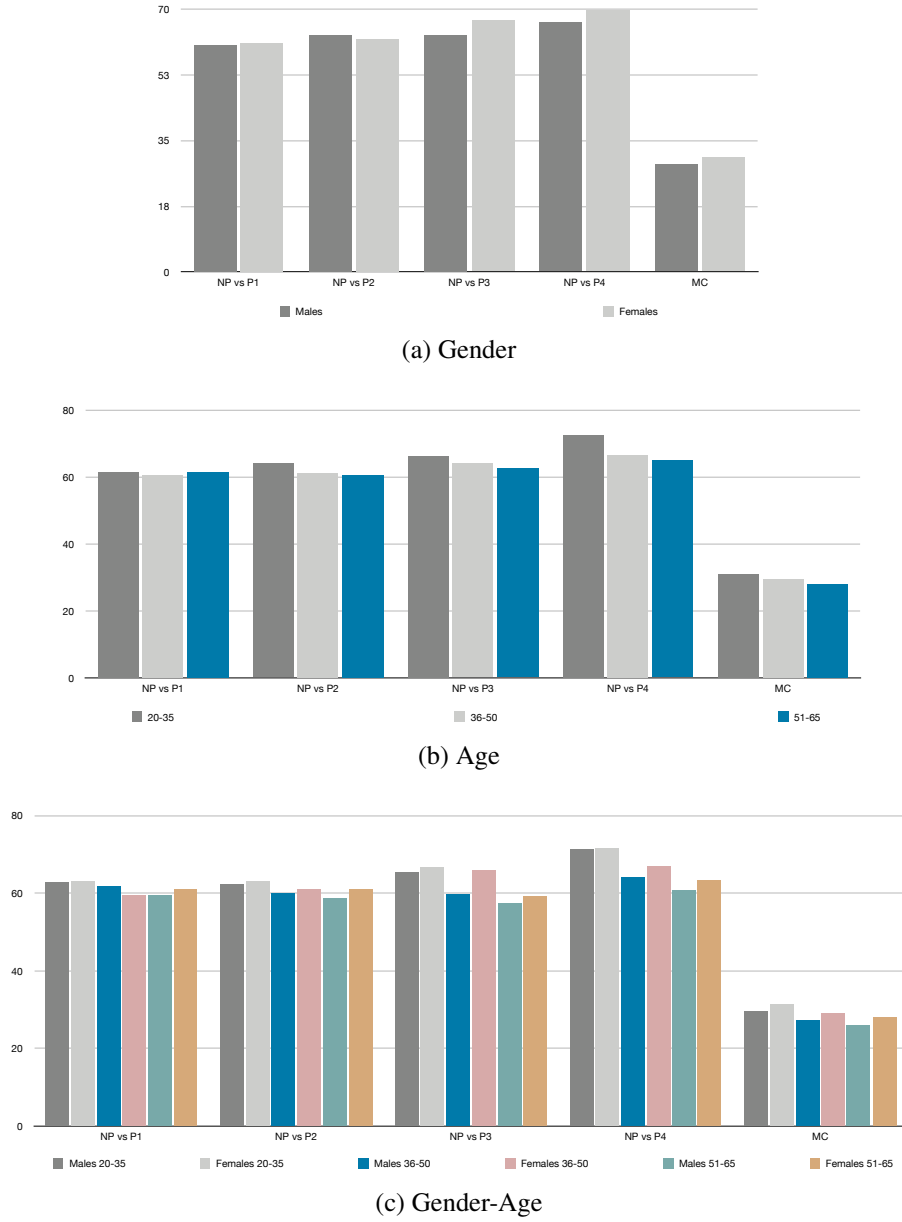 70
53
35
18
0
NP vs P1 NP vs P2 NP vs P3 NP vs P4 MC
Males Females
(a) Gender
80
60
40
20
0
NP vs P1 NP vs P2 NP vs P3 NP vs P4 MC
20-35 36-50 51-65
(b) Age
80
60
40
20
0
NP vs P1 NP vs P2 NP vs P3 NP vs P4 MC
Males 20-35 Females 20-35 Males 36-50 Females 36-50 Males 51-65 Females 51-65
(c) Gender-Age